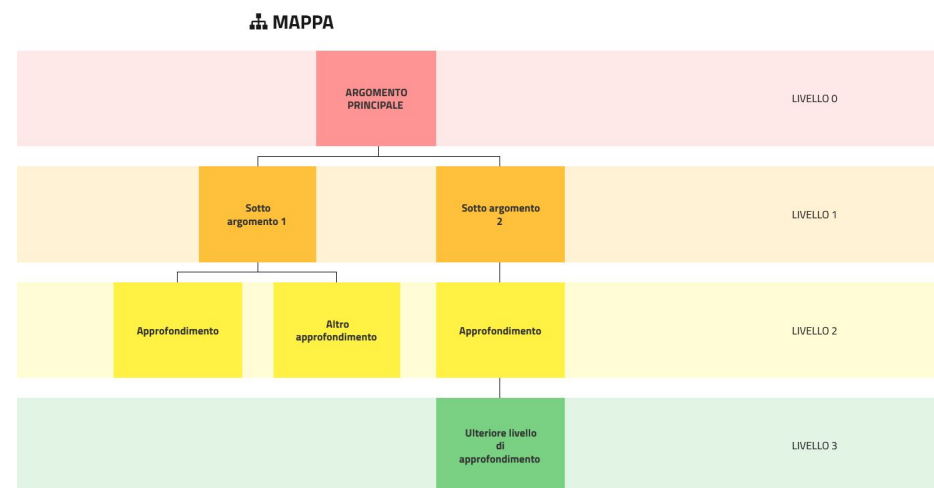 MAPPA
ARGOMENTO
PRINCIPALE
LIVELLO 0
Sotto
argomento 1
Sotto argomento
2
LIVELLO 1
Approfondimento
Altro
approfondimento
Approfondimento
LIVELLO 2
Ulteriore livello
di
approfondimento
LIVELLO 3